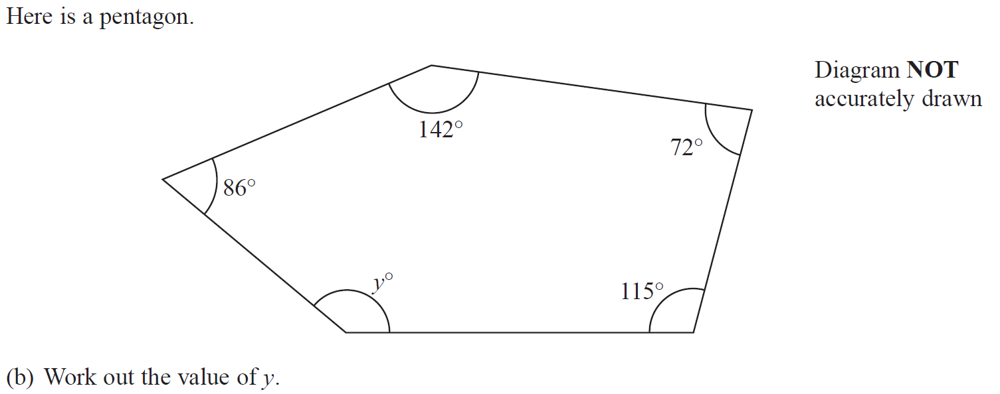 Here is a pentagon.
Diagram NOT
accurately drawn
142°
72°
86°
y°
115°
(b) Work out the value of y.